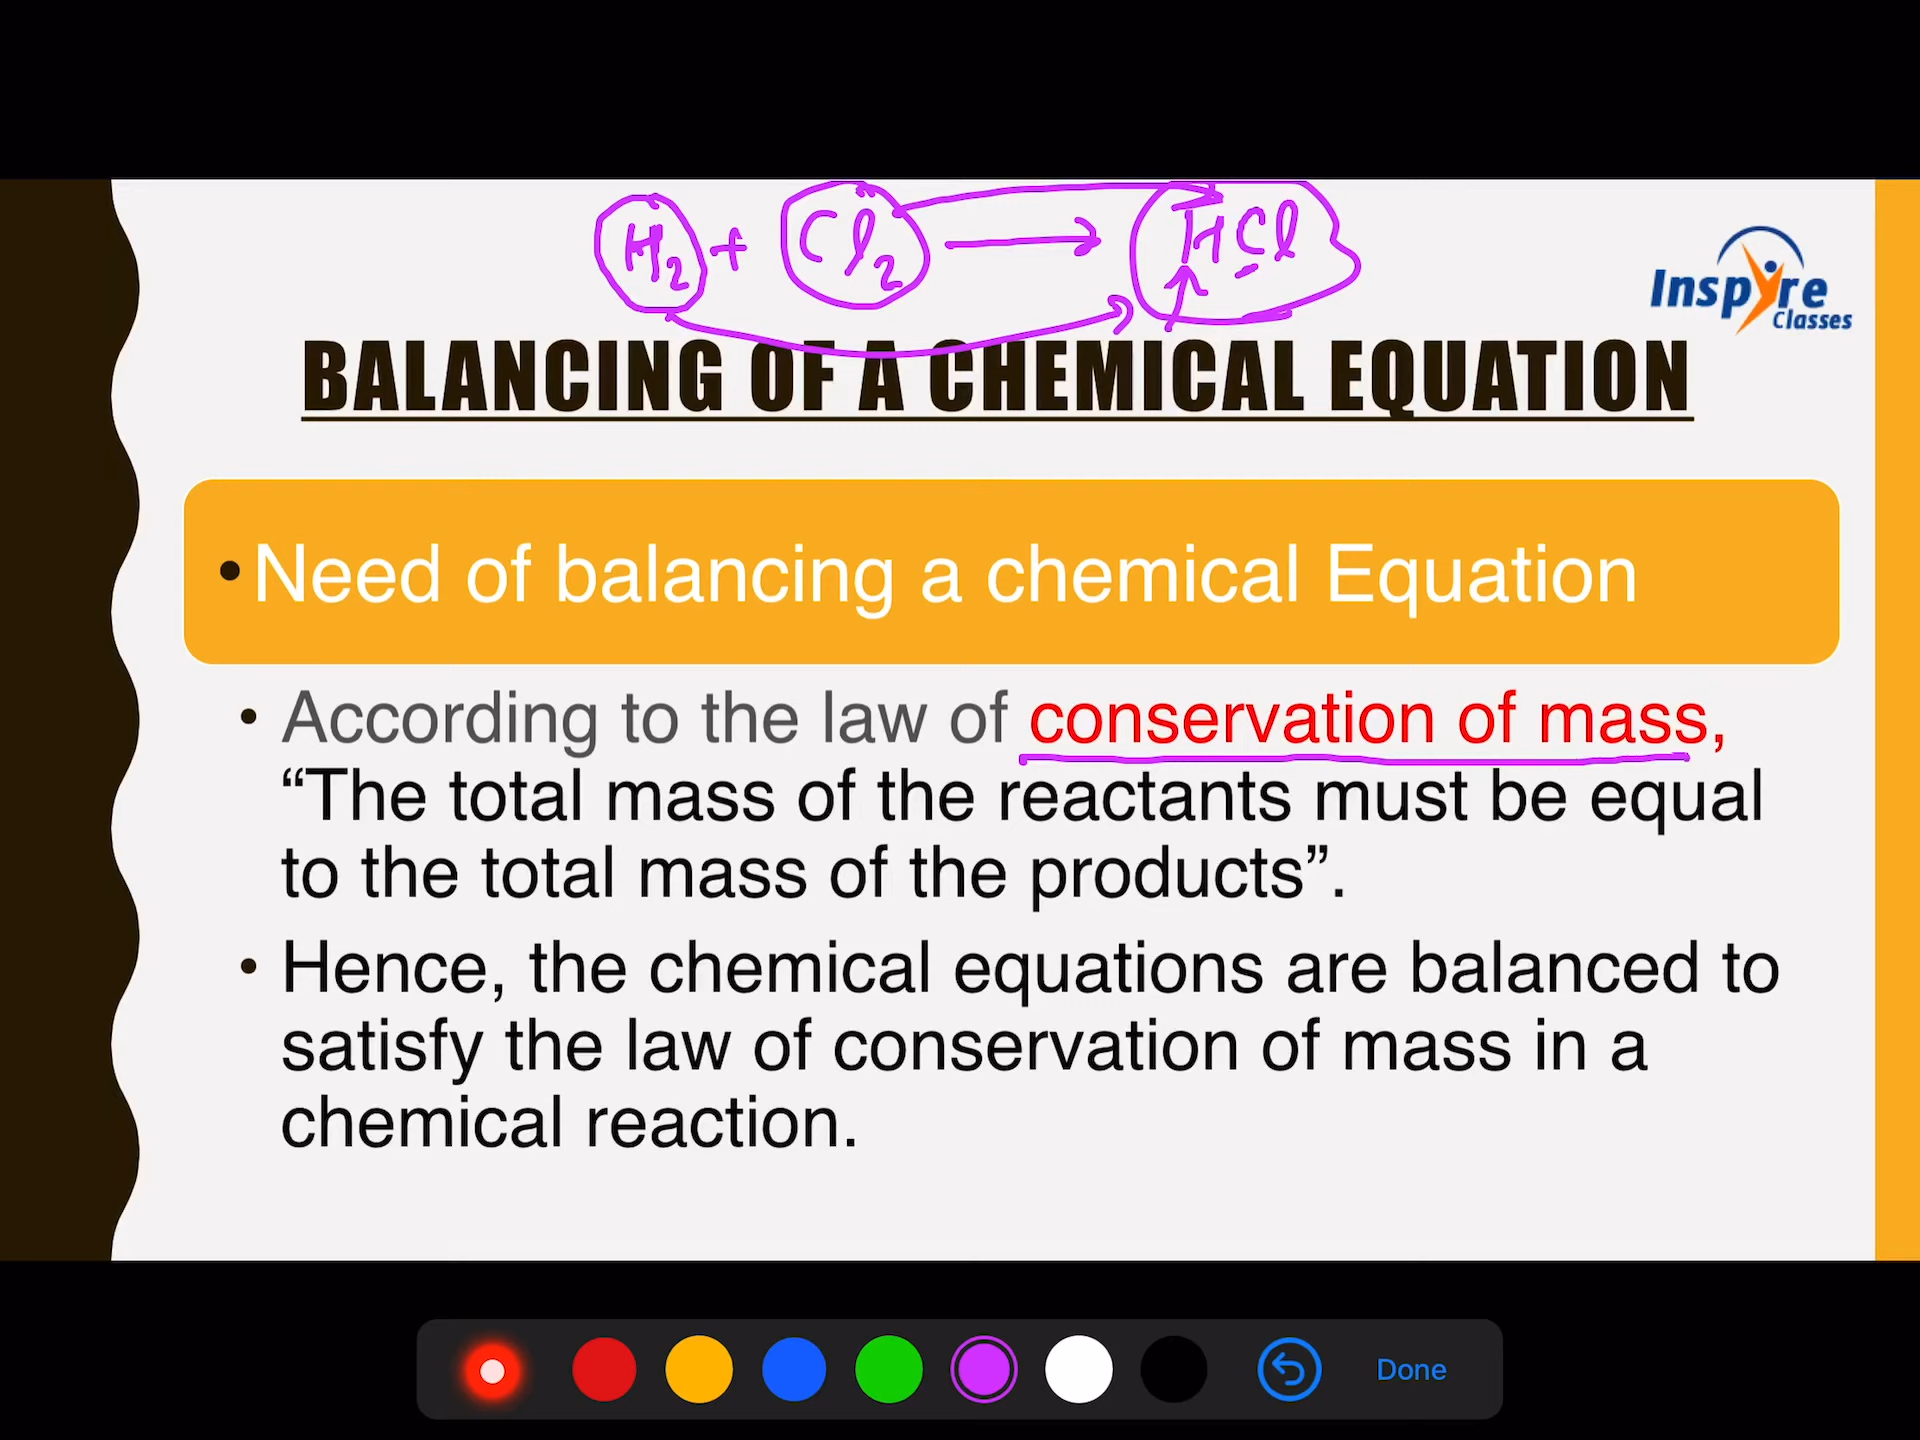 H₂ + Cl₂ → HCl
Inspyre
Classes
BALANCING OF A CHEMICAL EQUATION
• Need of balancing a chemical Equation
• According to the law of conservation of mass,
“The total mass of the reactants must be equal
to the total mass of the products”.
• Hence, the chemical equations are balanced to
satisfy the law of conservation of mass in a
chemical reaction.
Done